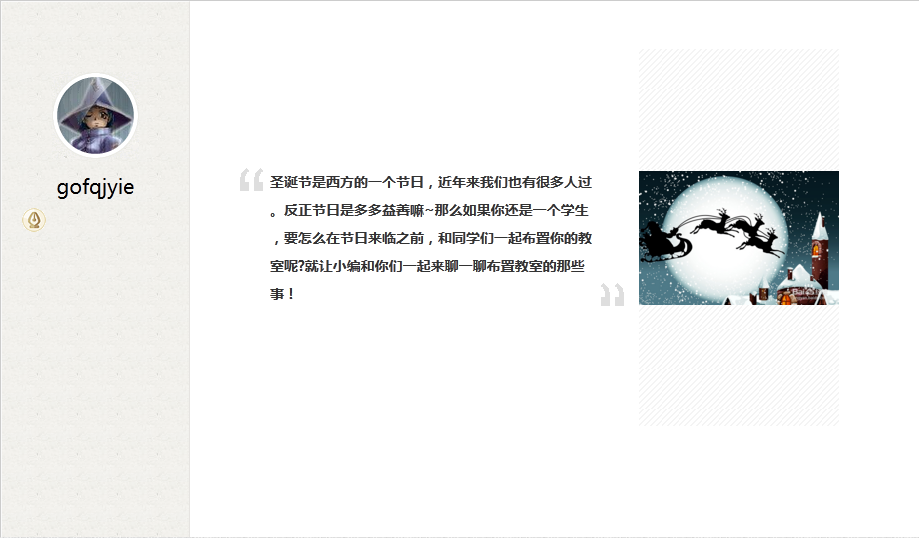 gofqjyie
圣诞节是西方的一个节日，近年来我们也有很多人过
。反正节日是多多益善嘛~那么如果你还是一个学生
，要怎么在节日来临之前，和同学们一起布置你的教
室呢?就让小编和你们一起来聊一聊布置教室的那些
事！